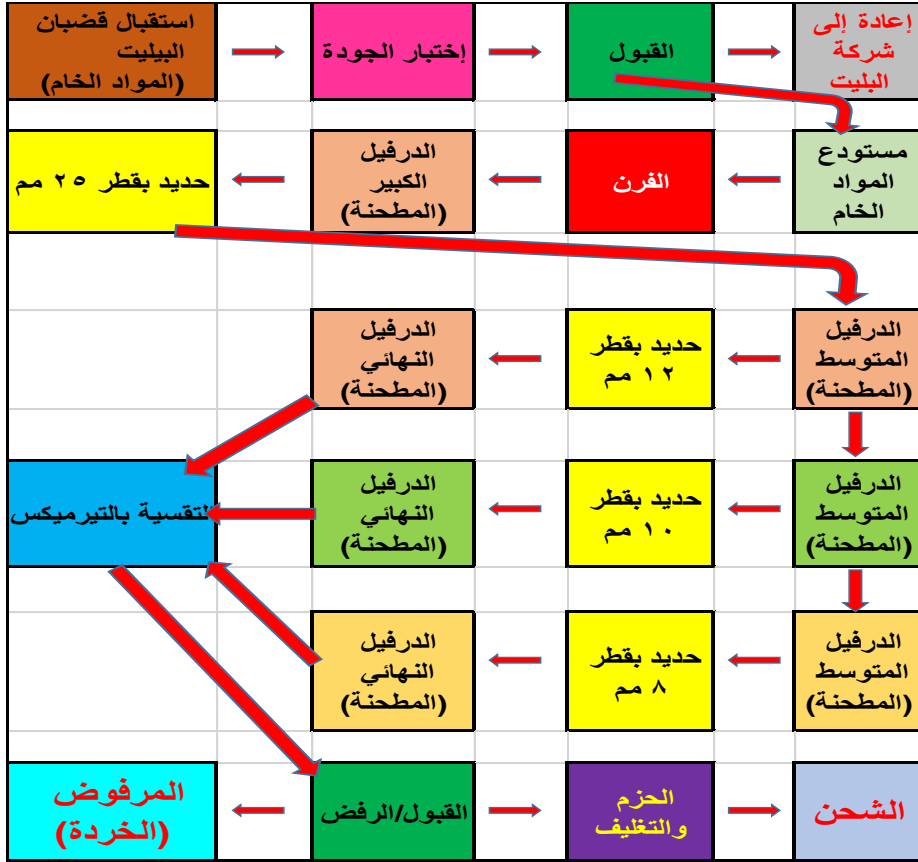 استقبال قضبان
البيليت
(المواد الخام)
إختبار الجودة
القبول
إعادة إلى
شركة
البليت
مستودع
المواد
الخام
الفرن
الدرفيل
الكبير
(المطحنة)
حديد بقطر ٢٥ مم
الدرفيل
المتوسط
(المطحنة)
حديد بقطر
١٢ مم
الدرفيل
النهائي
(المطحنة)
الدرفيل
المتوسط
(المطحنة)
حديد بقطر
١٠ مم
الدرفيل
النهائي
(المطحنة)
التقسية بالتيرميكس
الدرفيل
المتوسط
(المطحنة)
حديد بقطر
٨ مم
الدرفيل
النهائي
(المطحنة)
المرفوض
(الخردة)
القبول/الرفض
الحزم
والتغليف
الشحن